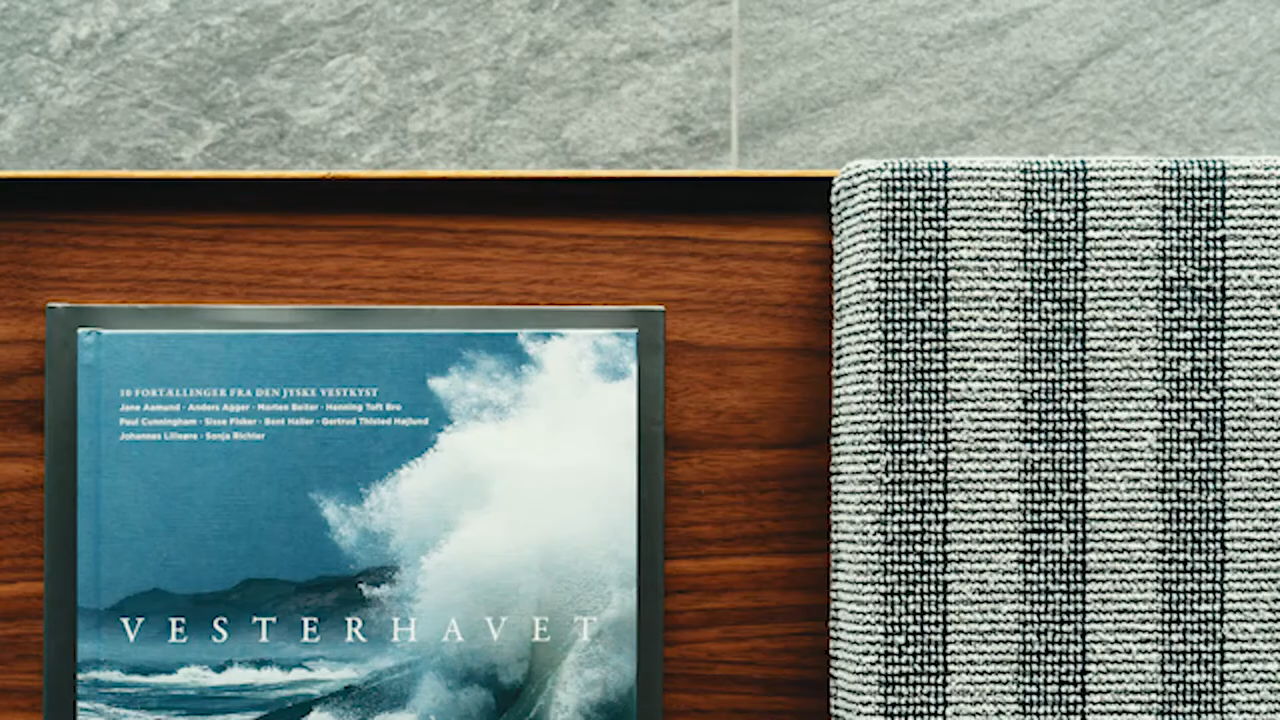 10 FORTÆLLINGER FRA DEN JYSKE VESTKYST
Jane Aamund · Anders Agger · Morten Beiter · Henning Toft Bro
Paul Cunningham · Sisse Fisker · Bent Haller · Gertrud Thisted Højlund
Johannes Lilleøre · Sonja Richter
VESTERHAVET